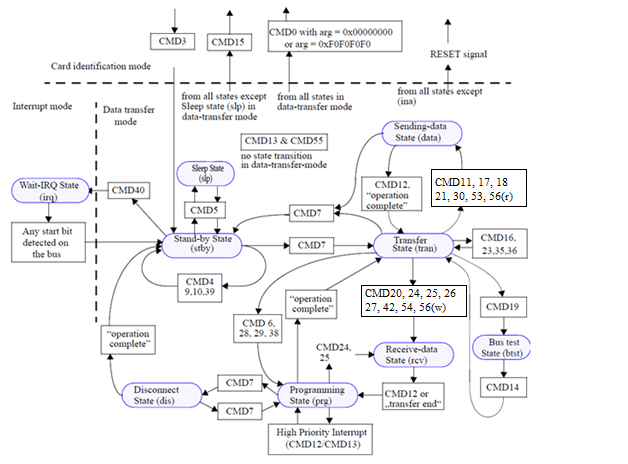 CMD3
CMD15
CMD0 with arg = 0x00000000
or arg = 0xF0F0F0F0
RESET signal
Card identification mode
Interrupt mode
Data transfer
mode
from all states except
Sleep state (slp) in
data-transfer mode
from all states in
data-transfer mode
from all states except
(ina)
CMD13 & CMD55
no state transition
in data-transfer-mode
Sending-data
State (data)
Sleep State
(slp)
Wait-IRQ State
(irq)
CMD40
CMD5
CMD7
CMD12,
"operation
complete"
CMD11, 17, 18
21, 30, 53, 56(r)
Any start bit
detected on
the bus
Stand-by State
(stby)
CMD7
Transfer
State (tran)
CMD16,
23,35,36
CMD4
9,10,39
"operation
complete"
CMD 6,
28, 29, 38
"operation
complete"
CMD20, 24, 25, 26
27, 42, 54, 56(w)
CMD19
CMD24,
25
Receive-data
State (rcv)
Bus test
State (btst)
Disconnect
State (dis)
CMD7
CMD7
Programming
State (prg)
CMD12 or
„transfer end"
CMD14
High Priority Interrupt
(CMD12/CMD13)